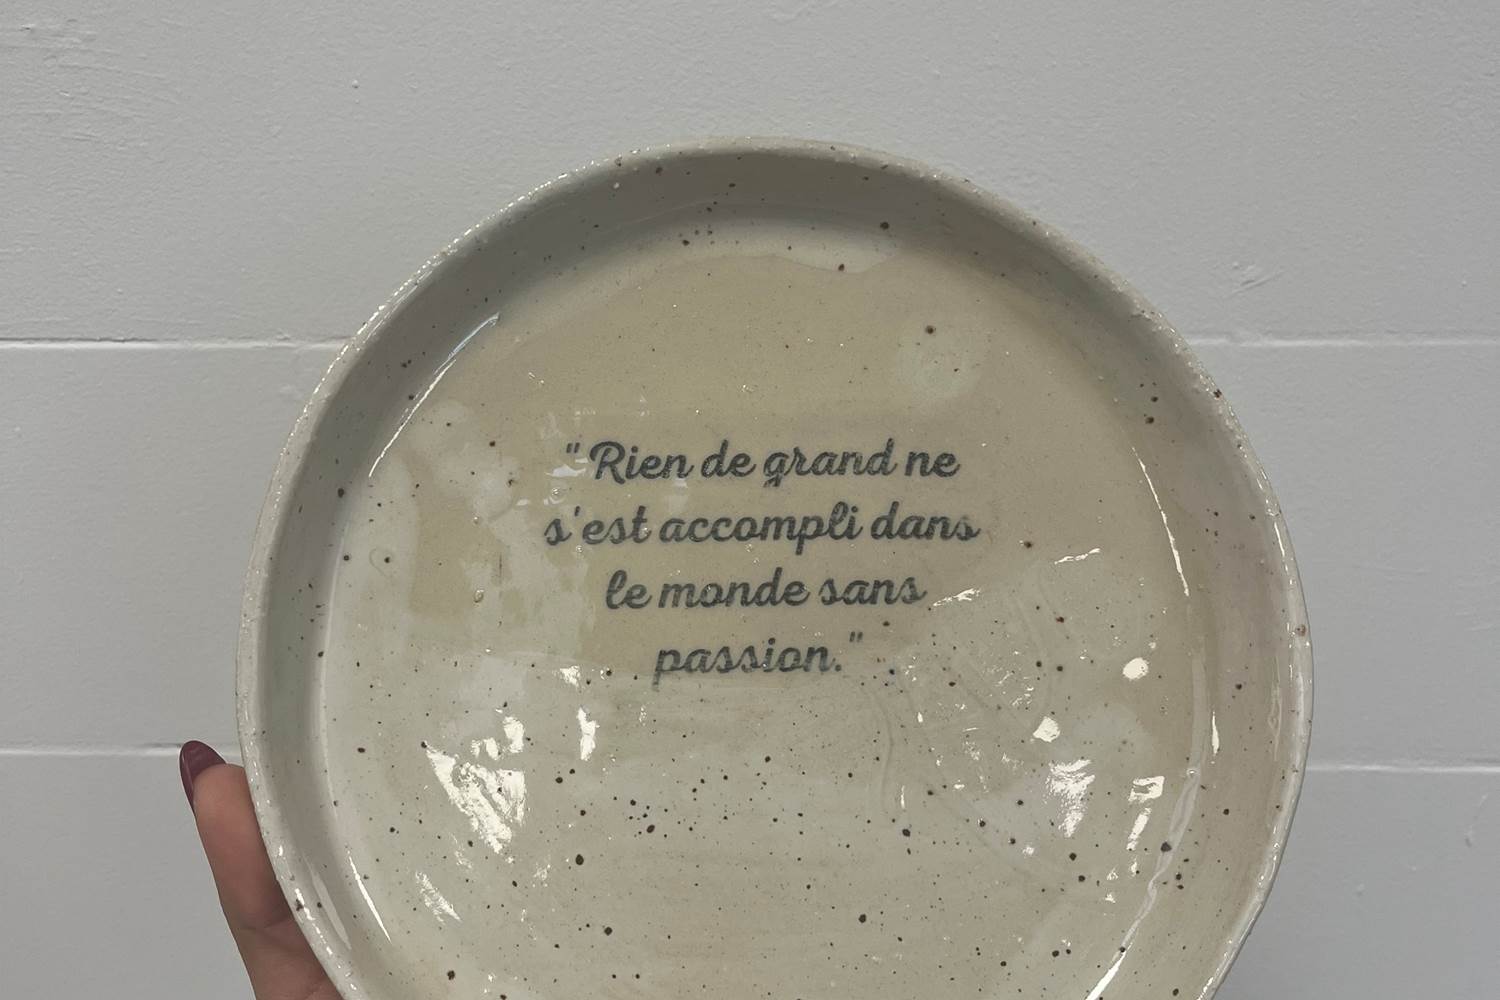 "Rien de grand ne
s'est accompli dans
le monde sans
passion."